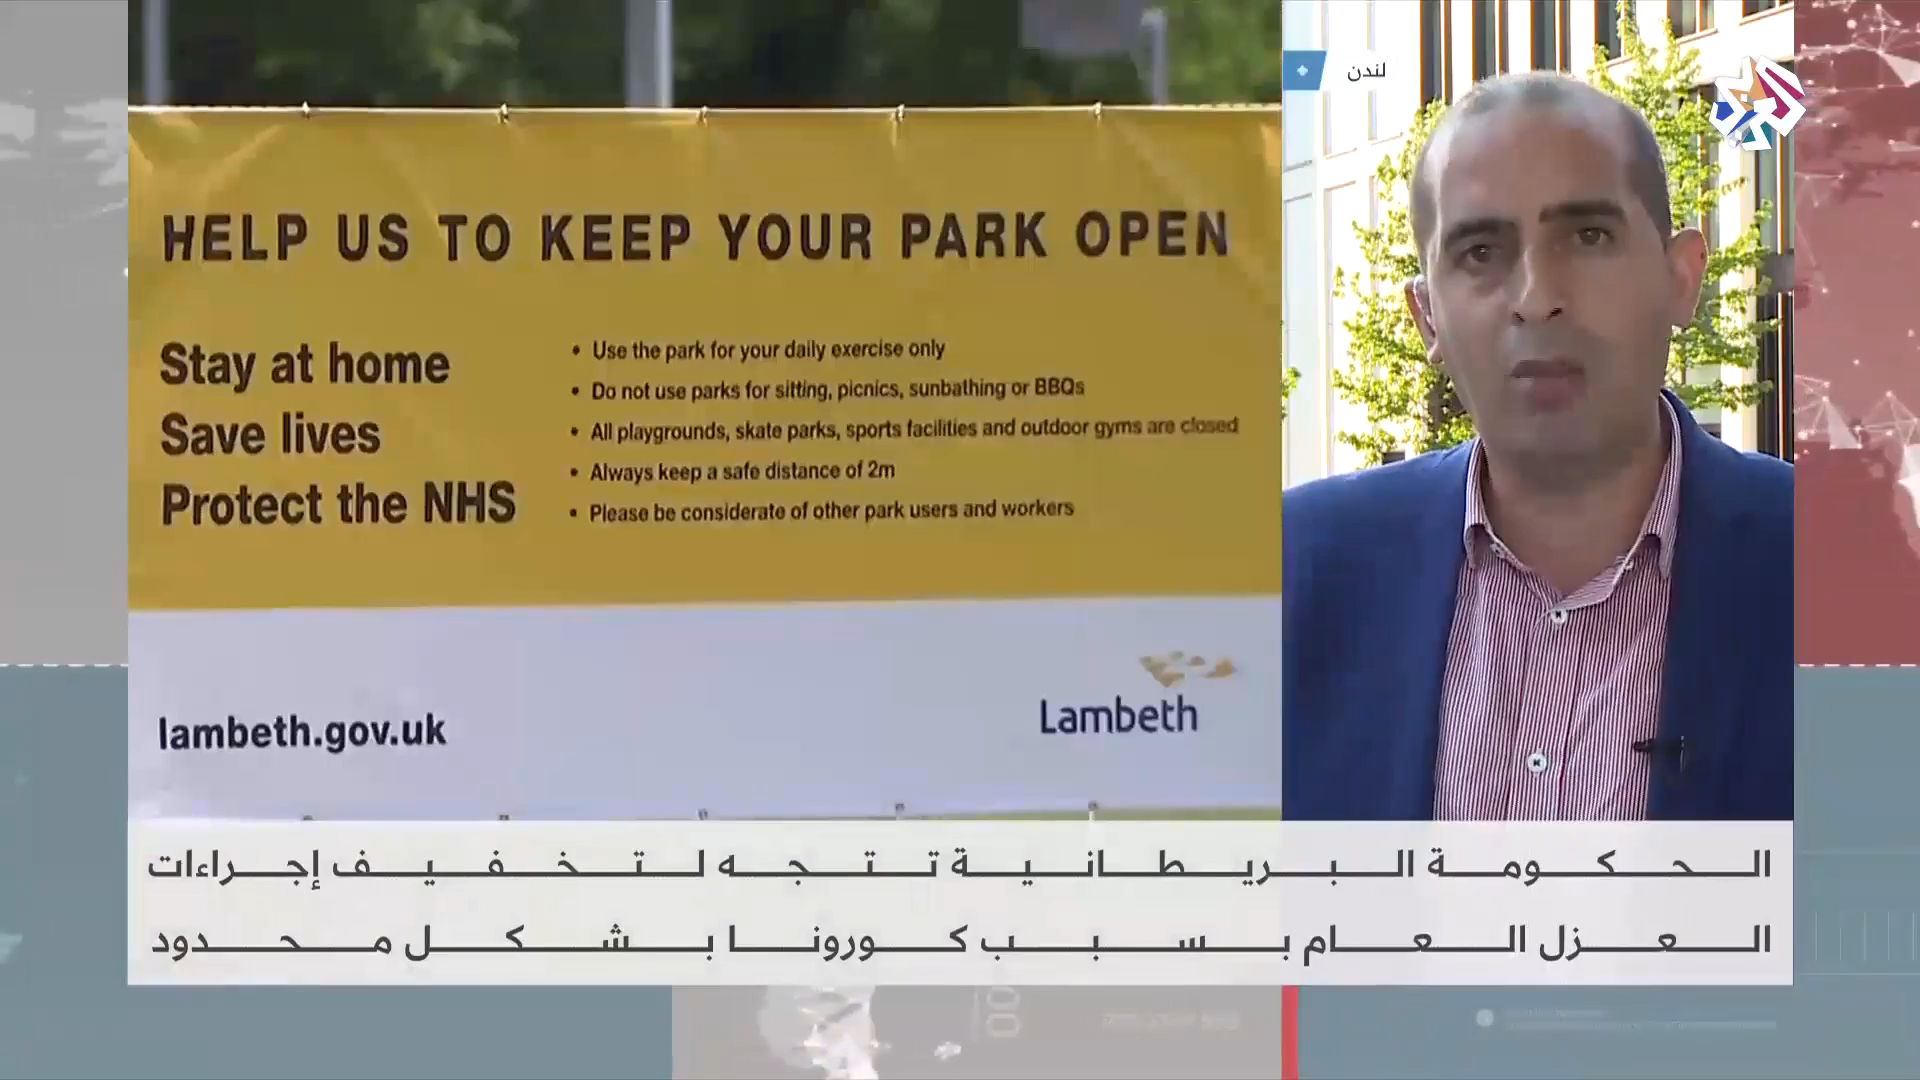 لندن
HELP US TO KEEP YOUR PARK OPEN
Stay at home
Save lives
Protect the NHS
• Use the park for your daily exercise only
• Do not use parks for sitting, picnics, sunbathing or BBQs
• All playgrounds, skate parks, sports facilities and outdoor gyms are closed
• Always keep a safe distance of 2m
• Please be considerate of other park users and workers
lambeth.gov.uk
Lambeth
الحكومة البريطانية تتجه لتخفيف إجراءات
العزل العام بسبب كورونا بشكل محدود